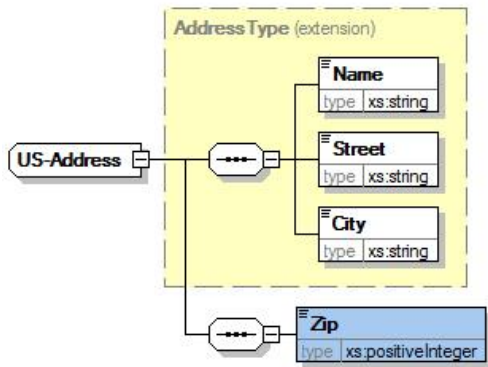 AddressType (extension)
Name
type xs:string
US-Address
Street
type xs:string
City
type xs:string
Zip
type xs:positiveInteger